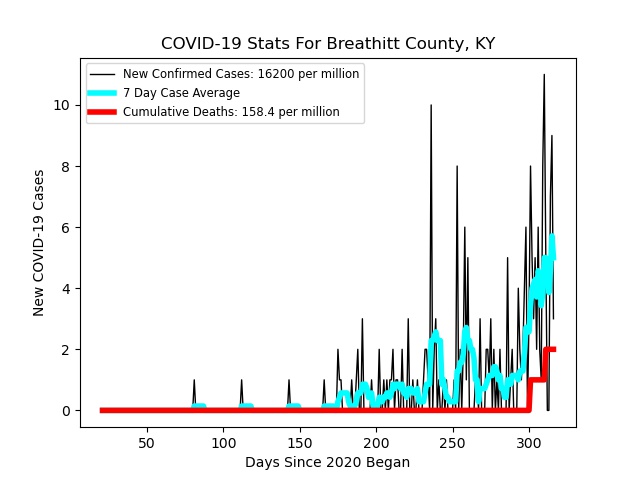 COVID-19 Stats For Breathitt County, KY
New Confirmed Cases: 16200 per million
7 Day Case Average
Cumulative Deaths: 158.4 per million
New COVID-19 Cases
10
8
6
4
2
0
50 100 150 200 250 300
Days Since 2020 Began